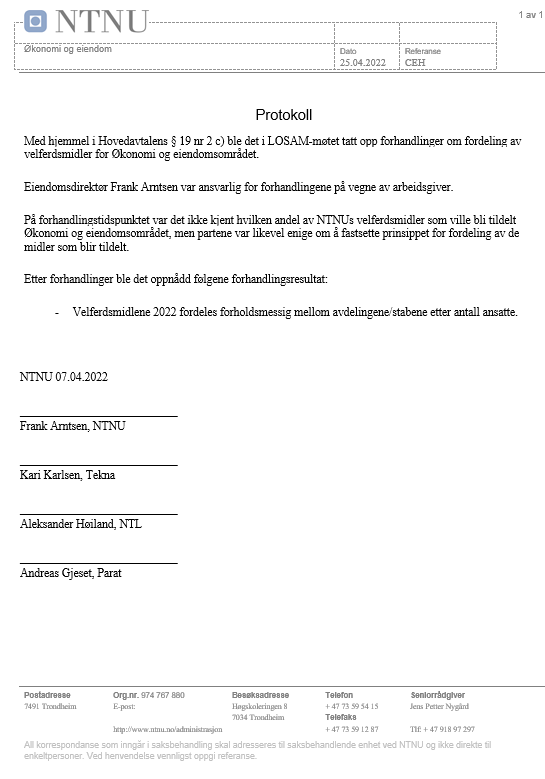 NTNU
1 av 1
Økonomi og eiendom
Dato
25.04.2022
Referanse
CEH
Protokoll
Med hjemmel i Hovedavtalens § 19 nr 2 c) ble det i LOSAM-møtet tatt opp forhandlinger om fordeling av
velferdsmidler for Økonomi og eiendomsområdet.
Eiendomsdirektør Frank Arntsen var ansvarlig for forhandlingene på vegne av arbeidsgiver.
På forhandlingstidspunktet var det ikke kjent hvilken andel av NTNUs velferdsmidler som ville bli tildelt
Økonomi og eiendomsområdet, men partene var likevel enige om å fastsette prinsippet for fordeling av de
midler som blir tildelt.
Etter forhandlinger ble det oppnådd følgene forhandlingsresultat:
- Velferdsmidlene 2022 fordeles forholdsmessig mellom avdelingene/stabene etter antall ansatte.
NTNU 07.04.2022
Frank Arntsen, NTNU
Kari Karlsen, Tekna
Aleksander Høiland, NTL
Andreas Gjeset, Parat
Postadresse
7491 Trondheim
Org.nr. 974 767 880
E-post:
http://www.ntnu.no/administrasjon
Besøksadresse
Høgskoleringen 8
7034 Trondheim
Telefon
+ 47 73 59 54 15
Telefaks
+ 47 73 59 12 87
Seniorrådgiver
Jens Petter Nygård
Tlf: + 47 918 97 297
All korrespondanse som inngår i saksbehandling skal adresseres til saksbehandlende enhet ved NTNU og ikke direkte til
enkeltpersoner. Ved henvendelse vennligst oppgi referanse.